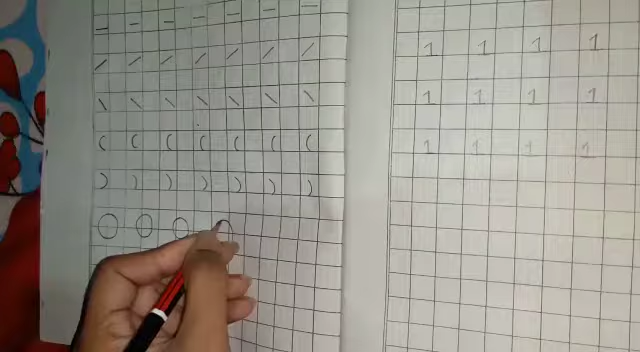 — — — — — — —
/ / / / / / /
\ \ \ \ \ \ \
( ( ( ( ( ( (
) ) ) ) ) ) )
O O O O
1 1 1 1
1 1 1 1
1 1 1 1